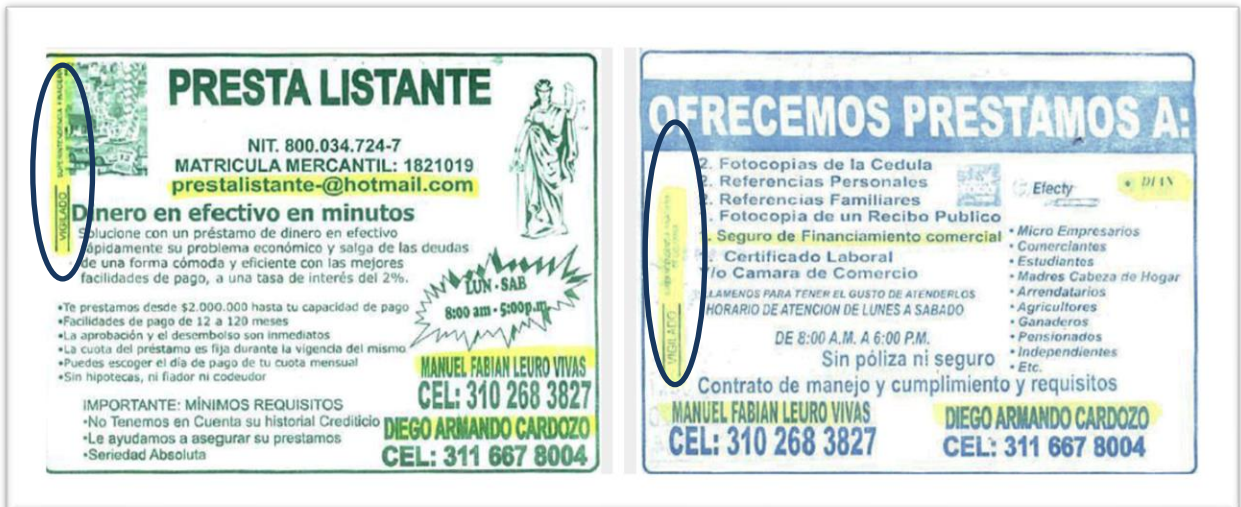 SUPERINTENDENCIA FINANCIERA
VIGILADO
PRESTA LISTANTE
NIT. 800.034.724-7
MATRICULA MERCANTIL: 1821019
prestalistante-@hotmail.com
Dinero en efectivo en minutos
Solucione con un préstamo de dinero en efectivo
rápidamente su problema económico y salga de las deudas
de una forma cómoda y eficiente con las mejores
facilidades de pago, a una tasa de interés del 2%.
LUN - SAB
8:00 am - 5:00p.m.
•Te prestamos desde $2.000.000 hasta tu capacidad de pago
•Facilidades de pago de 12 a 120 meses
•La aprobación y el desembolso son inmediatos
•La cuota del préstamo es fija durante la vigencia del mismo
•Puedes escoger el día de pago de tu cuota mensual
•Sin hipotecas, ni fiador ni codeudor
IMPORTANTE: MÍNIMOS REQUISITOS
•No Tenemos en Cuenta su historial Crediticio
•Le ayudamos a asegurar su prestamos
•Seriedad Absoluta
MANUEL FABIAN LEURO VIVAS
CEL: 310 268 3827
DIEGO ARMANDO CARDOZO
CEL: 311 667 8004
OFRECEMOS PRESTAMOS A:
2. Fotocopias de la Cedula
2. Referencias Personales
2. Referencias Familiares
. Fotocopia de un Recibo Publico
. Seguro de Financiamiento comercial
. Certificado Laboral
Y/o Camara de Comercio
LLAMENOS PARA TENER EL GUSTO DE ATENDERLOS
HORARIO DE ATENCION DE LUNES A SABADO
DE 8:00 A.M. A 6:00 P.M.
Sin póliza ni seguro
Contrato de manejo y cumplimiento y requisitos
VIGILADO
Efecty
DIAN
• Micro Empresarios
• Comerciantes
• Estudiantes
• Madres Cabeza de Hogar
• Arrendatarios
• Agricultores
• Ganaderos
• Pensionados
• Independientes
• Etc.
MANUEL FABIAN LEURO VIVAS
CEL: 310 268 3827
DIEGO ARMANDO CARDOZO
CEL: 311 667 8004